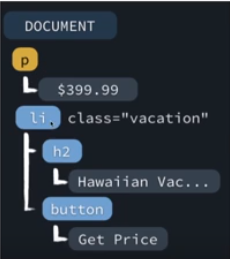 DOCUMENT
p
$399.99
li class="vacation"
h2
Hawaiian Vac...
button
Get Price